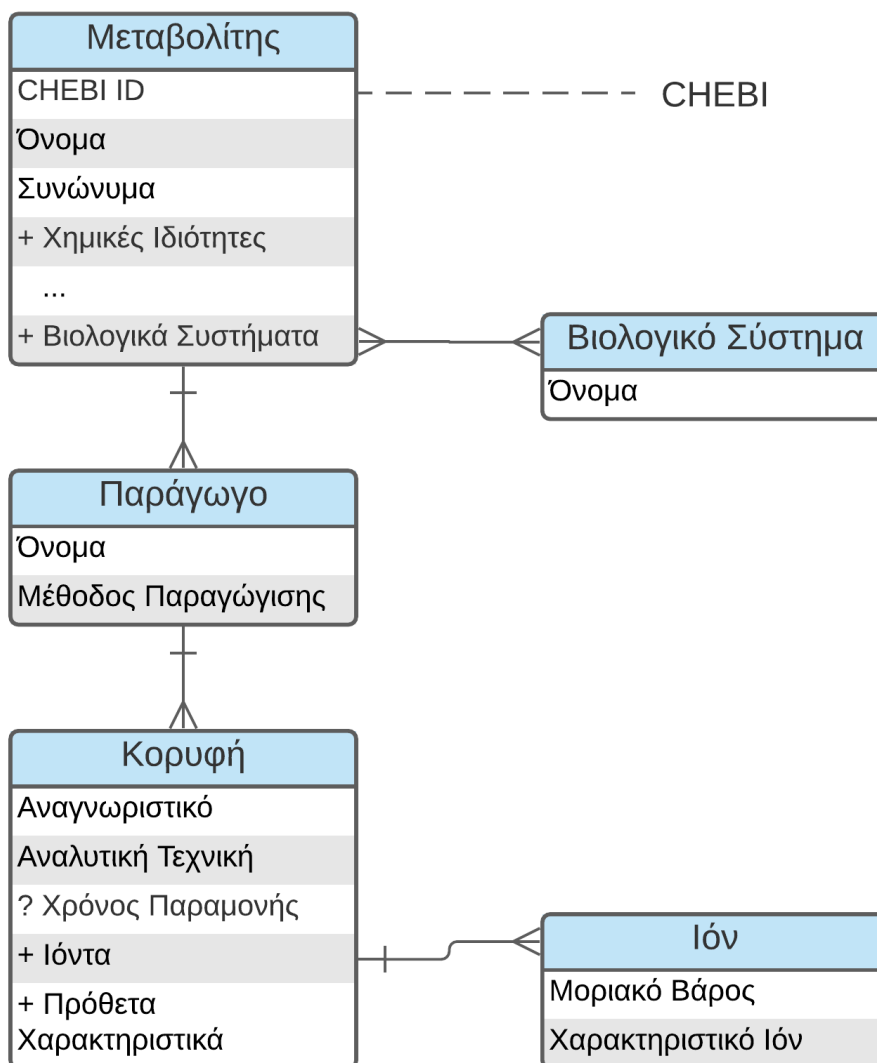 Μεταβολίτης
CHEBI ID
CHEBI
Όνομα
Συνώνυμα
+ Χημικές Ιδιότητες
...
+ Βιολογικά Συστήματα
Βιολογικό Σύστημα
Όνομα
Παράγωγο
Όνομα
Μέθοδος Παραγώγισης
Κορυφή
Αναγνωριστικό
Αναλυτική Τεχνική
? Χρόνος Παραμονής
+ Ιόντα
+ Πρόθετα
Χαρακτηριστικά
Ιόν
Μοριακό Βάρος
Χαρακτηριστικό Ιόν